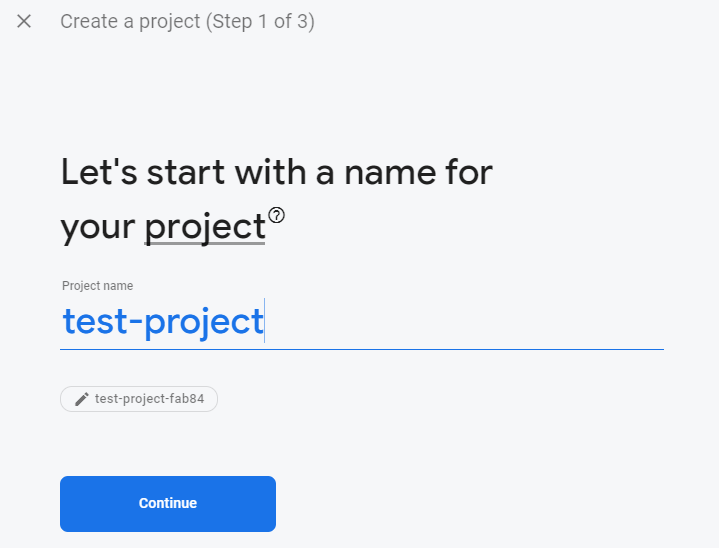 Create a project (Step 1 of 3)
Let's start with a name for
your project?
Project name
test-project
test-project-fab84
Continue